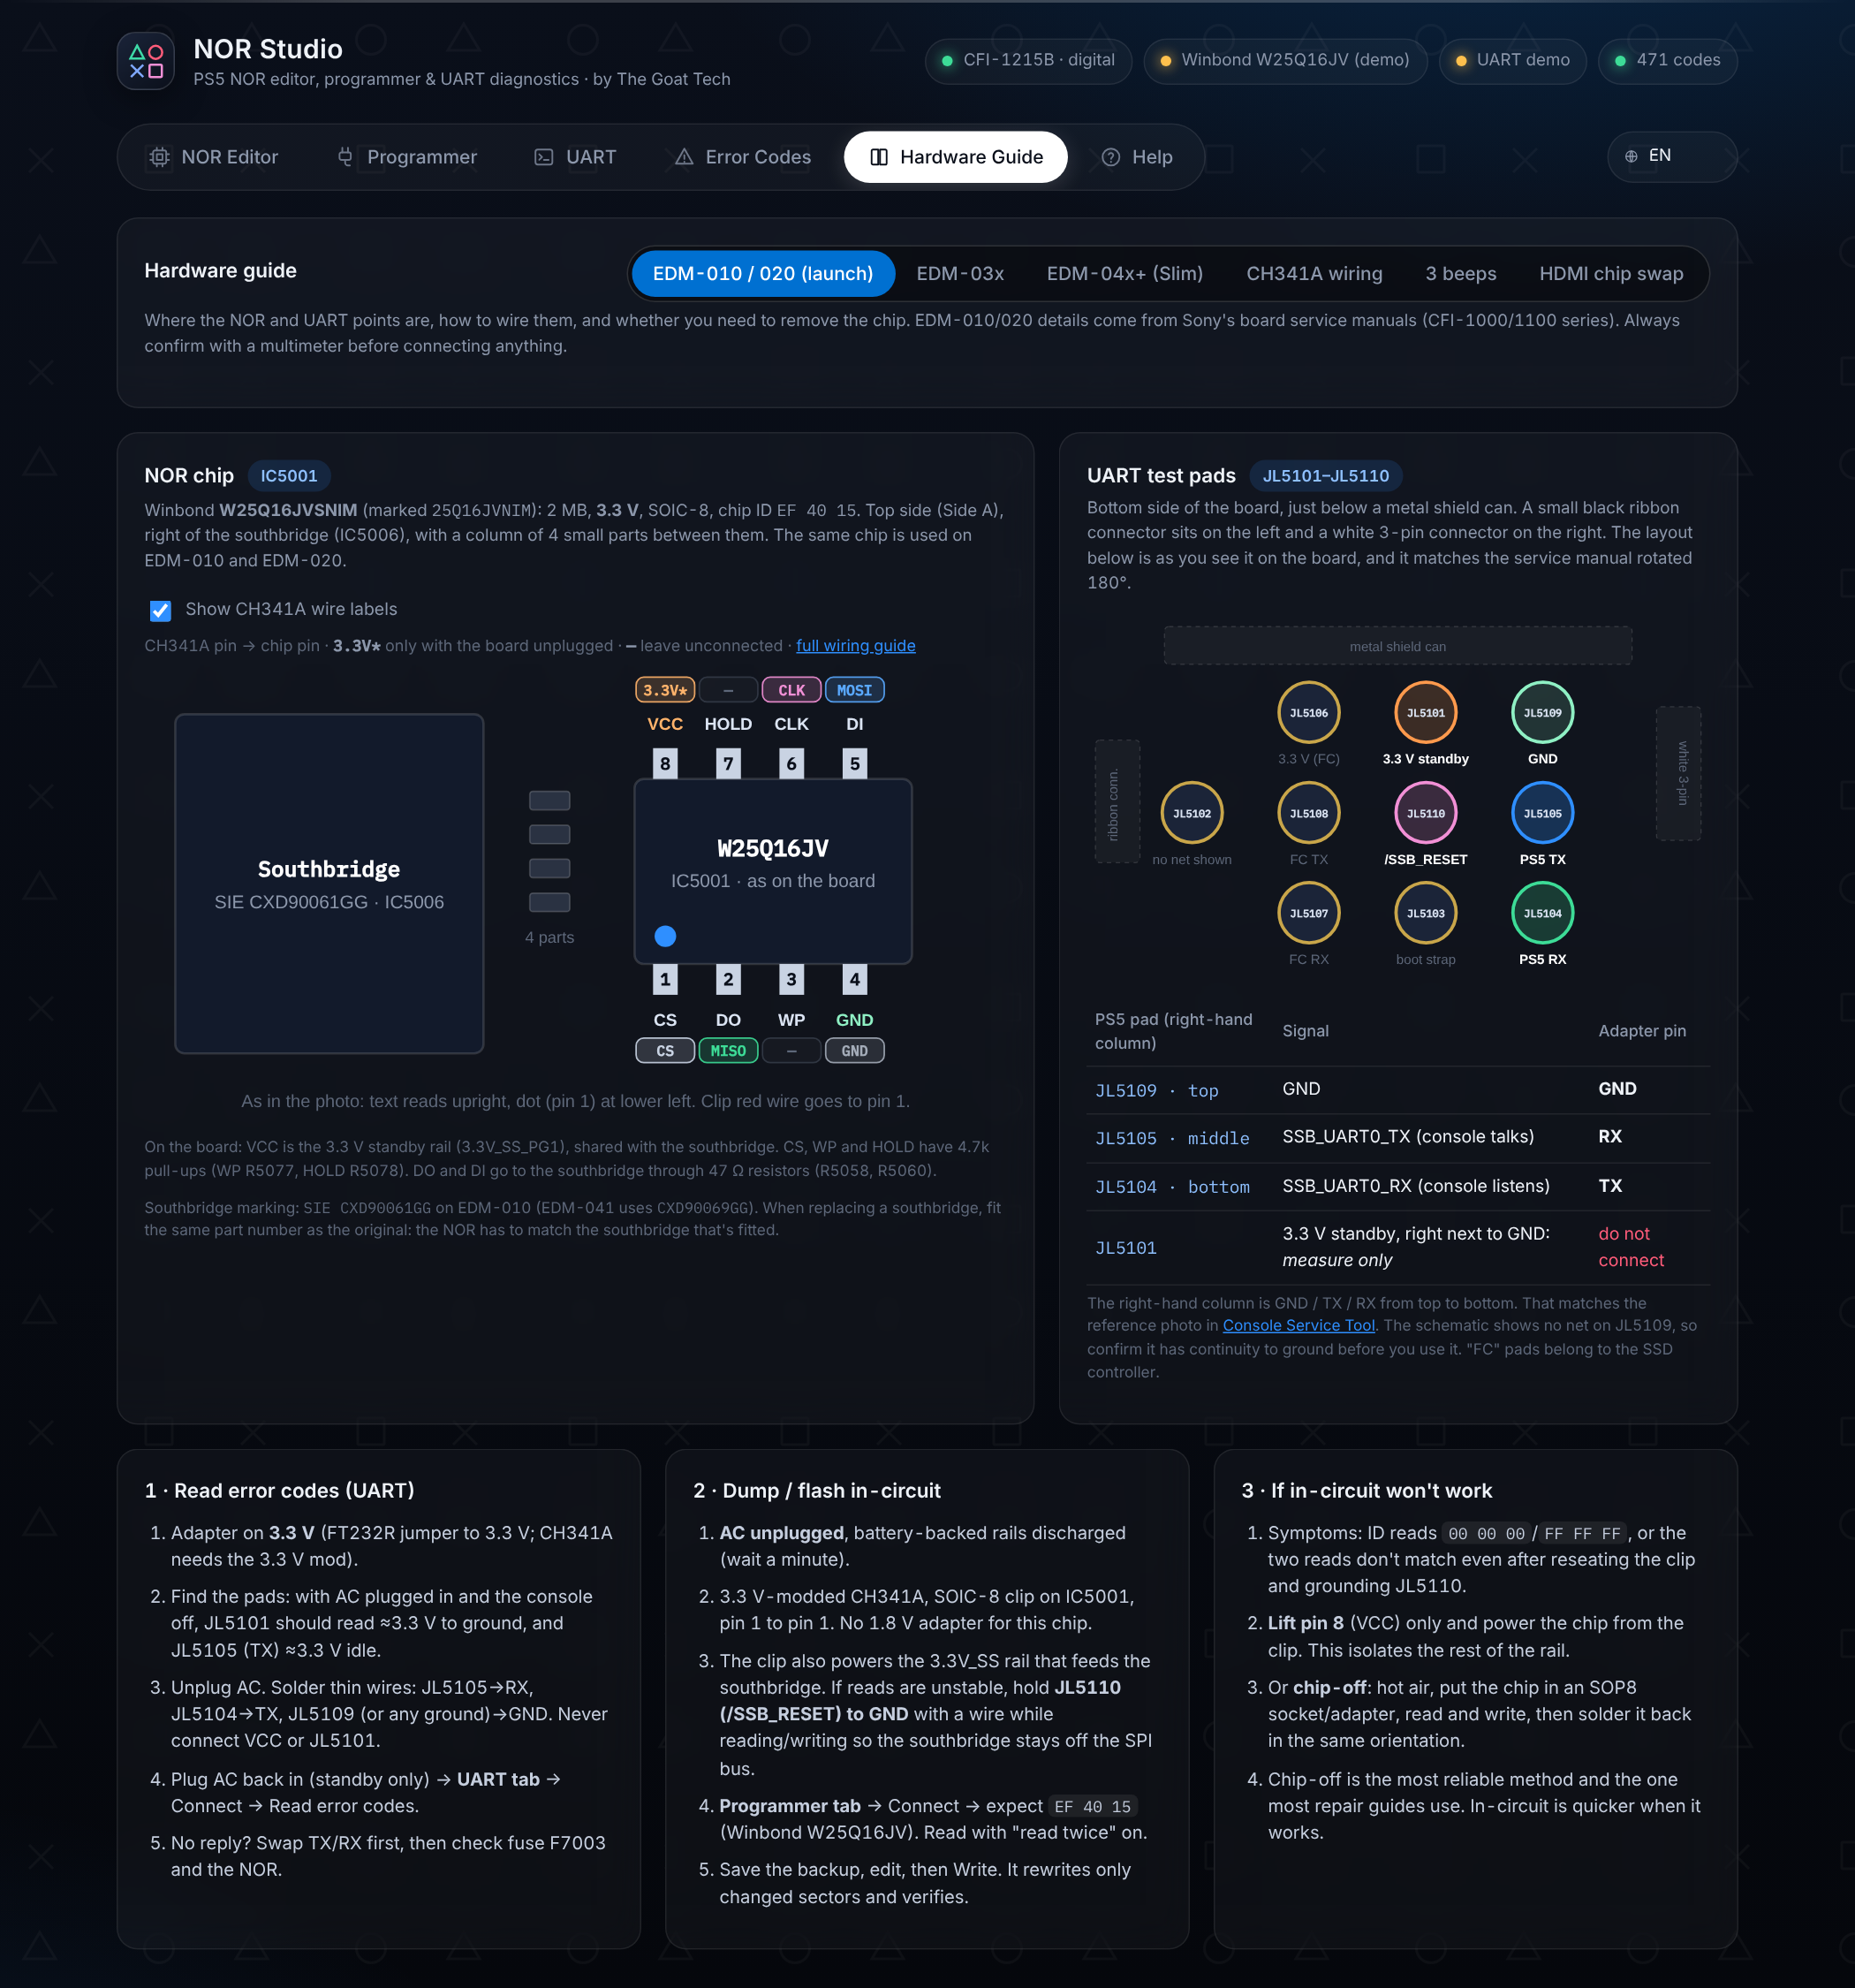 NOR Studio
PS5 NOR editor, programmer & UART diagnostics · by The Goat Tech
CFI-1215B · digital
Winbond W25Q16JV (demo)
UART demo
471 codes
NOR Editor
Programmer
UART
Error Codes
Hardware Guide
Help
EN
Hardware guide
EDM-010 / 020 (launch)
EDM-03x
EDM-04x+ (Slim)
CH341A wiring
3 beeps
HDMI chip swap
Where the NOR and UART points are, how to wire them, and whether you need to remove the chip. EDM-010/020 details come from Sony's board service manuals (CFI-1000/1100 series). Always
confirm with a multimeter before connecting anything.
NOR chip IC5001
Winbond W25Q16JVSNIM (marked 25Q16JVNIM): 2 MB, 3.3 V, SOIC-8, chip ID EF 40 15. Top side (Side A),
right of the southbridge (IC5006), with a column of 4 small parts between them. The same chip is used on
EDM-010 and EDM-020.
Show CH341A wire labels
CH341A pin → chip pin · 3.3V* only with the board unplugged · — leave unconnected · full wiring guide
3.3V* — CLK MOSI
VCC HOLD CLK DI
8 7 6 5
Southbridge
SIE CXD90061GG · IC5006
4 parts
W25Q16JV
IC5001 · as on the board
1 2 3 4
CS DO WP GND
CS MISO — GND
As in the photo: text reads upright, dot (pin 1) at lower left. Clip red wire goes to pin 1.
On the board: VCC is the 3.3 V standby rail (3.3V_SS_PG1), shared with the southbridge. CS, WP and HOLD have 4.7k
pull-ups (WP R5077, HOLD R5078). DO and DI go to the southbridge through 47 Ω resistors (R5058, R5060).
Southbridge marking: SIE CXD90061GG on EDM-010 (EDM-041 uses CXD90069GG). When replacing a southbridge, fit
the same part number as the original: the NOR has to match the southbridge that's fitted.
UART test pads JL5101–JL5110
Bottom side of the board, just below a metal shield can. A small black ribbon
connector sits on the left and a white 3-pin connector on the right. The layout
below is as you see it on the board, and it matches the service manual rotated
180°.
metal shield can
JL5106 JL5101 JL5109
3.3 V (FC) 3.3 V standby GND
ribbon conn.
white 3-pin
JL5102 JL5108 JL5110 JL5105
no net shown FC TX /SSB_RESET PS5 TX
JL5107 JL5103 JL5104
FC RX boot strap PS5 RX
PS5 pad (right-hand
column)
Signal
Adapter pin
JL5109 · top GND GND
JL5105 · middle SSB_UART0_TX (console talks) RX
JL5104 · bottom SSB_UART0_RX (console listens) TX
JL5101
3.3 V standby, right next to GND:
measure only
do not
connect
The right-hand column is GND / TX / RX from top to bottom. That matches the
reference photo in Console Service Tool. The schematic shows no net on JL5109, so
confirm it has continuity to ground before you use it. "FC" pads belong to the SSD
controller.
1 · Read error codes (UART)
1. Adapter on 3.3 V (FT232R jumper to 3.3 V; CH341A
needs the 3.3 V mod).
2. Find the pads: with AC plugged in and the console
off, JL5101 should read ≈3.3 V to ground, and
JL5105 (TX) ≈3.3 V idle.
3. Unplug AC. Solder thin wires: JL5105→RX,
JL5104→TX, JL5109 (or any ground)→GND. Never
connect VCC or JL5101.
4. Plug AC back in (standby only) → UART tab →
Connect → Read error codes.
5. No reply? Swap TX/RX first, then check fuse F7003
and the NOR.
2 · Dump / flash in-circuit
1. AC unplugged, battery-backed rails discharged
(wait a minute).
2. 3.3 V-modded CH341A, SOIC-8 clip on IC5001,
pin 1 to pin 1. No 1.8 V adapter for this chip.
3. The clip also powers the 3.3V_SS rail that feeds the
southbridge. If reads are unstable, hold JL5110
(/SSB_RESET) to GND with a wire while
reading/writing so the southbridge stays off the SPI
bus.
4. Programmer tab → Connect → expect EF 40 15
(Winbond W25Q16JV). Read with "read twice" on.
5. Save the backup, edit, then Write. It rewrites only
changed sectors and verifies.
3 · If in-circuit won't work
1. Symptoms: ID reads 00 00 00/ FF FF FF, or the
two reads don't match even after reseating the clip
and grounding JL5110.
2. Lift pin 8 (VCC) only and power the chip from the
clip. This isolates the rest of the rail.
3. Or chip-off: hot air, put the chip in an SOP8
socket/adapter, read and write, then solder it back
in the same orientation.
4. Chip-off is the most reliable method and the one
most repair guides use. In-circuit is quicker when it
works.